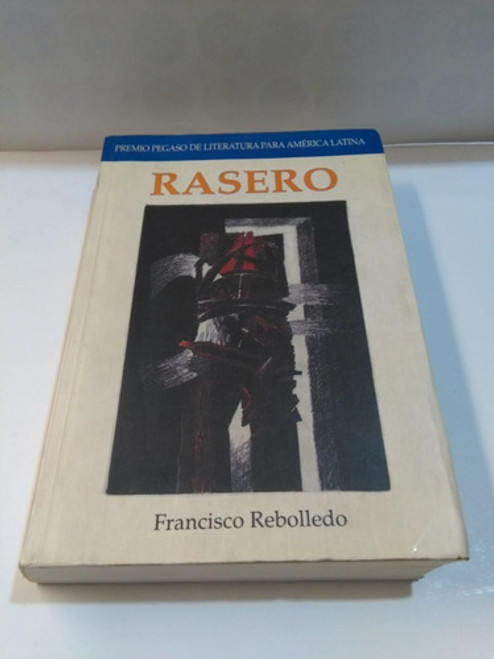 PREMIO PEGASO DE LITERATURA PARA AMÉRICA LATINA
RASERO
Francisco Rebolledo